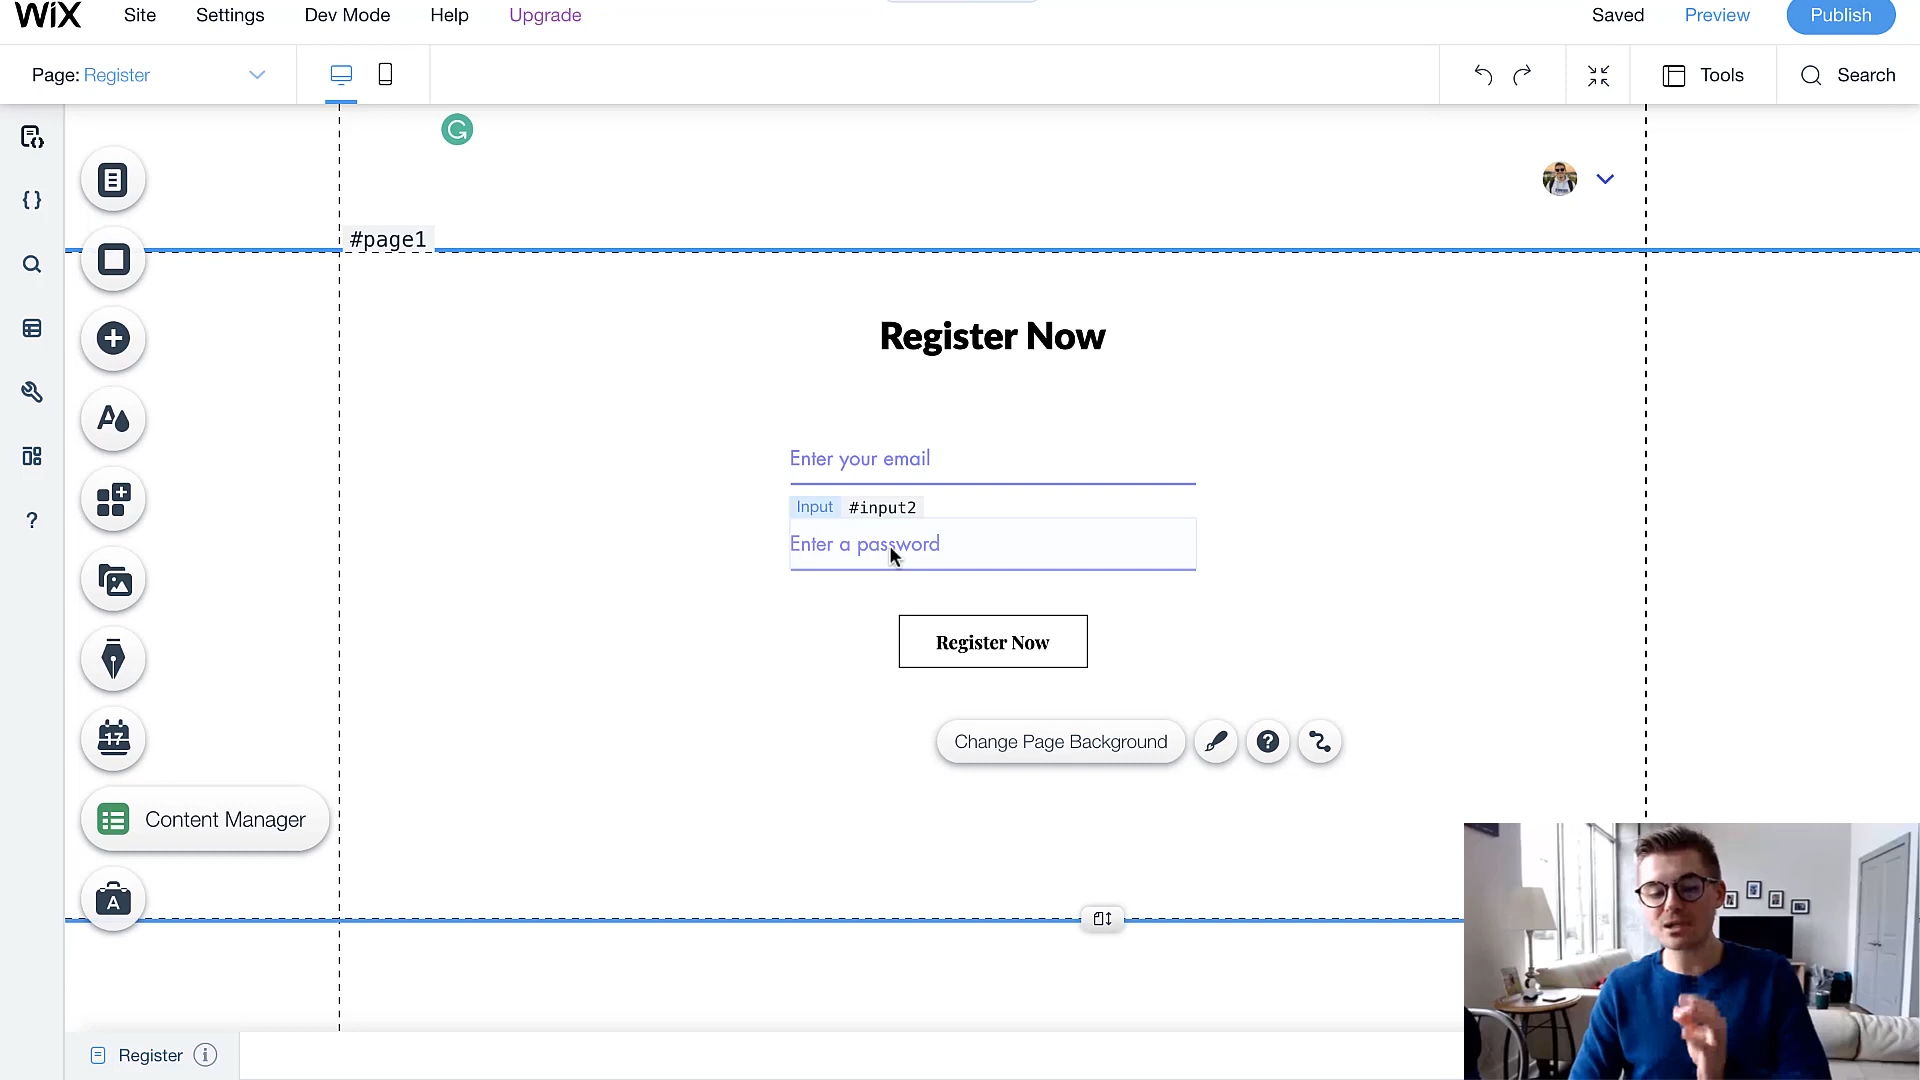 WiX Site Settings Dev Mode Help Upgrade Saved Preview Publish
Page: Register Tools Search
#page1
Register Now
Enter your email
Input #input2
Enter a password
Register Now
17
Change Page Background ?
Content Manager
A
Register i